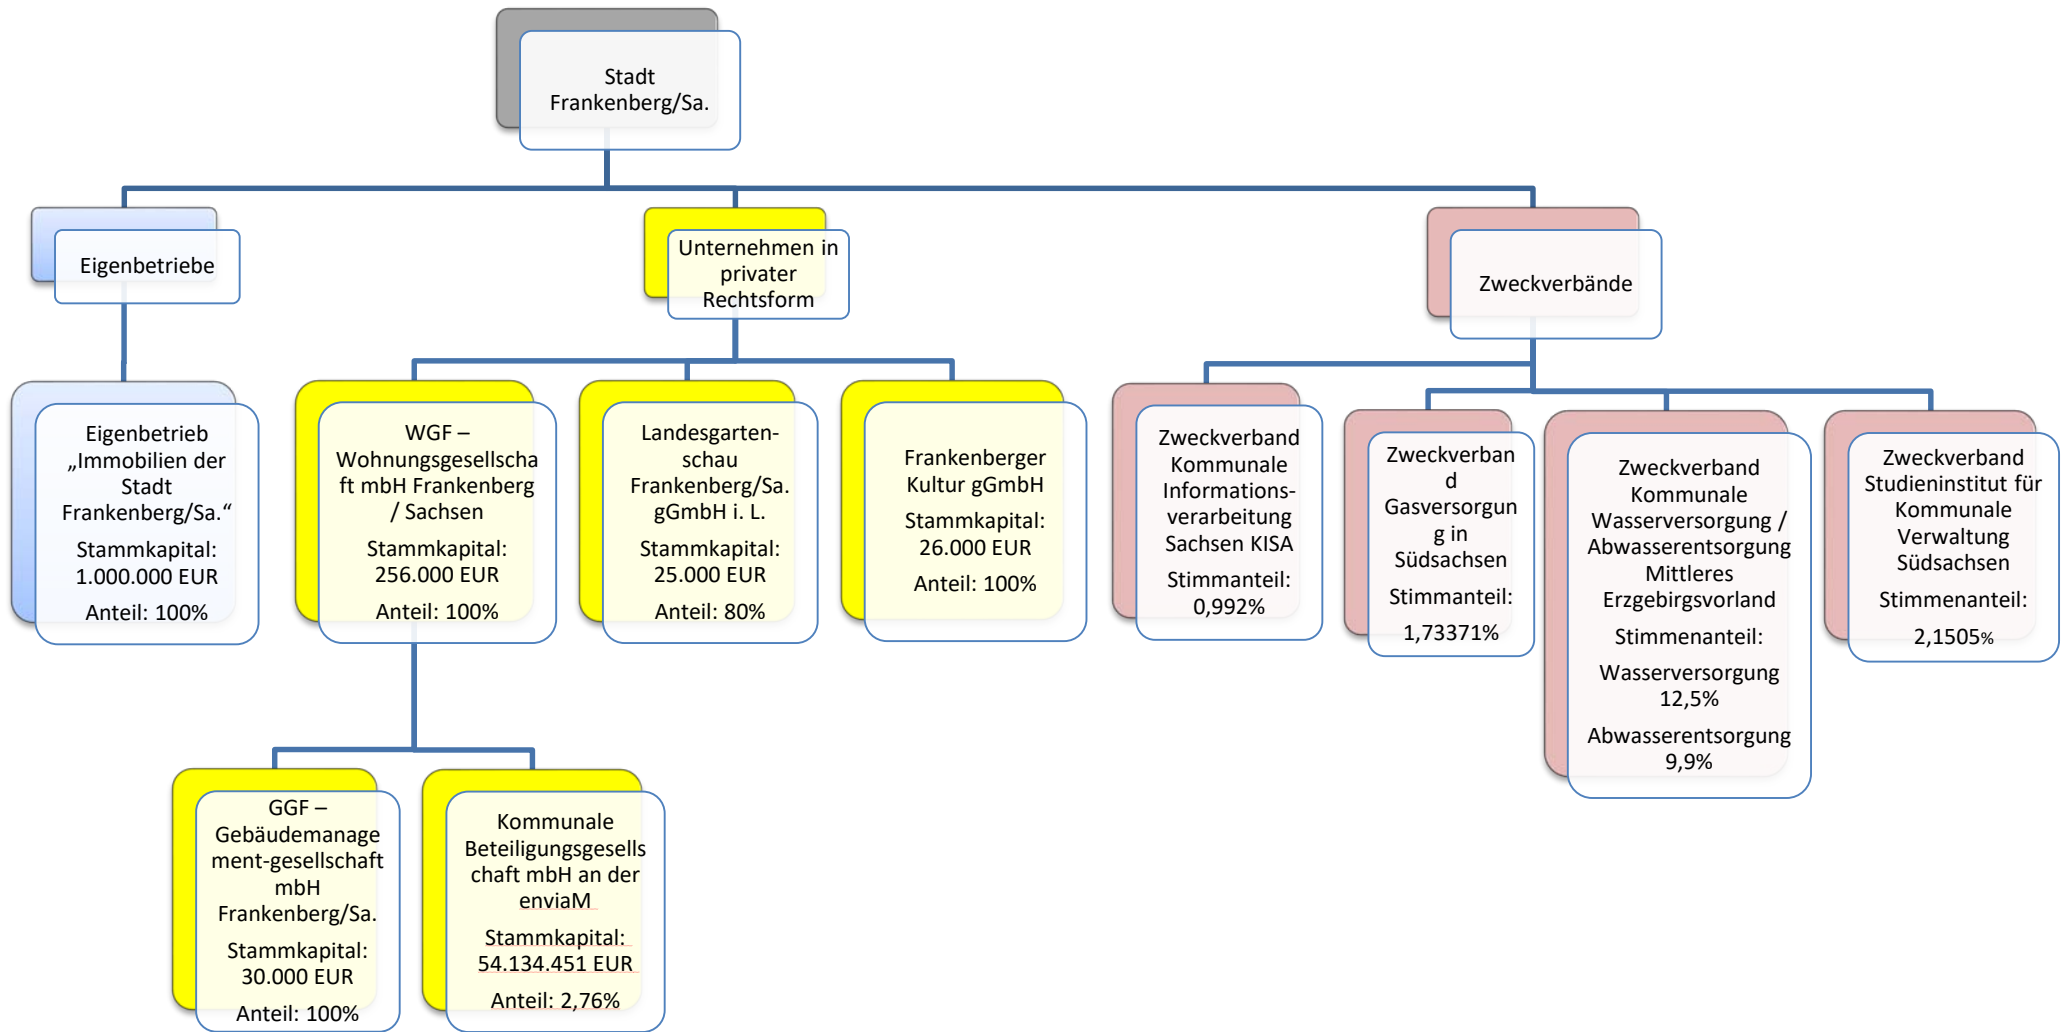 Stadt
Frankenberg/Sa.
Eigenbetriebe
Unternehmen in
privater
Rechtsform
Zweckverbände
Eigenbetrieb
„Immobilien der
Stadt
Frankenberg/Sa.“
Stammkapital:
1.000.000 EUR
Anteil: 100%
WGF –
Wohnungsgesellscha
ft mbH Frankenberg
/ Sachsen
Stammkapital:
256.000 EUR
Anteil: 100%
Landesgarten-
schau
Frankenberg/Sa.
gGmbH i. L.
Stammkapital:
25.000 EUR
Anteil: 80%
Frankenberger
Kultur gGmbH
Stammkapital:
26.000 EUR
Anteil: 100%
Zweckverband
Kommunale
Informations-
verarbeitung
Sachsen KISA
Stimmanteil:
0,992%
Zweckverban
d
Gasversorgun
g in
Südsachsen
Stimmanteil:
1,73371%
Zweckverband
Kommunale
Wasserversorgung /
Abwasserentsorgung
Mittleres
Erzgebirgsvorland
Stimmenanteil:
Wasserversorgung
12,5%
Abwasserentsorgung
9,9%
Zweckverband
Studieninstitut für
Kommunale
Verwaltung
Südsachsen
Stimmenanteil:
2,1505%
GGF –
Gebäudemanage
ment-gesellschaft
mbH
Frankenberg/Sa.
Stammkapital:
30.000 EUR
Anteil: 100%
Kommunale
Beteiligungsgesells
chaft mbH an der
enviaM
Stammkapital:
54.134.451 EUR
Anteil: 2,76%